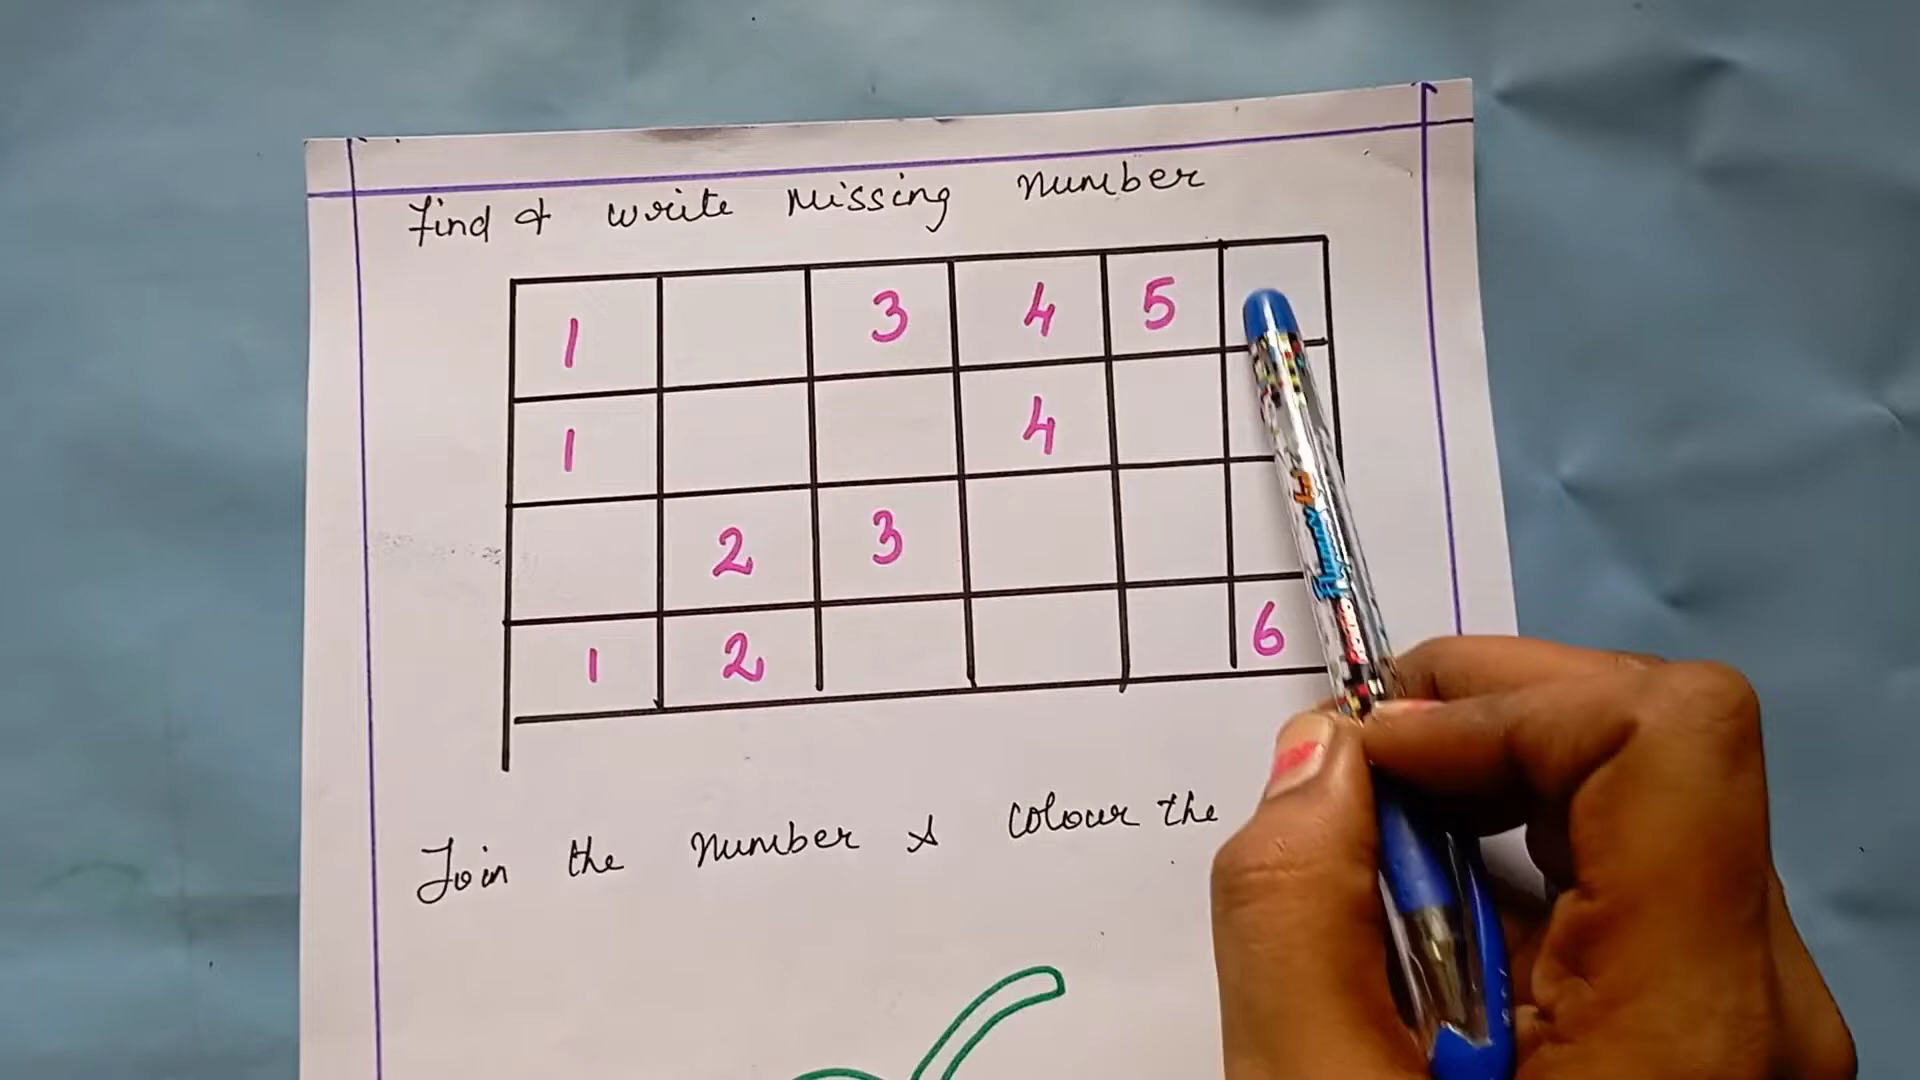 Find & write Missing number
1 3 4 5
1 4
2 3
1 2 6
Join the Number & Colour the